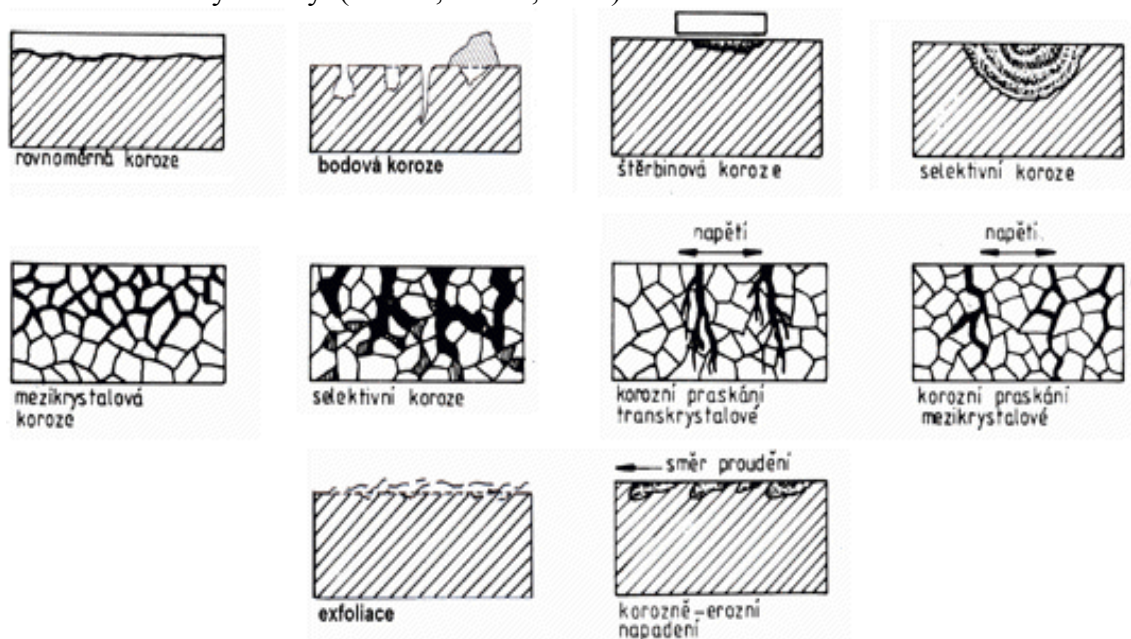 rovnoměrná koroze
bodová koroze
štěrbinová koroze
selektivní koroze
napětí
napětí.
mezikrystalová
koroze
selektivní koroze
korozní praskání
transkrystalové
korozní praskání
mezikrystalové
směr proudění
exfoliace
korozně-erozní
napadení